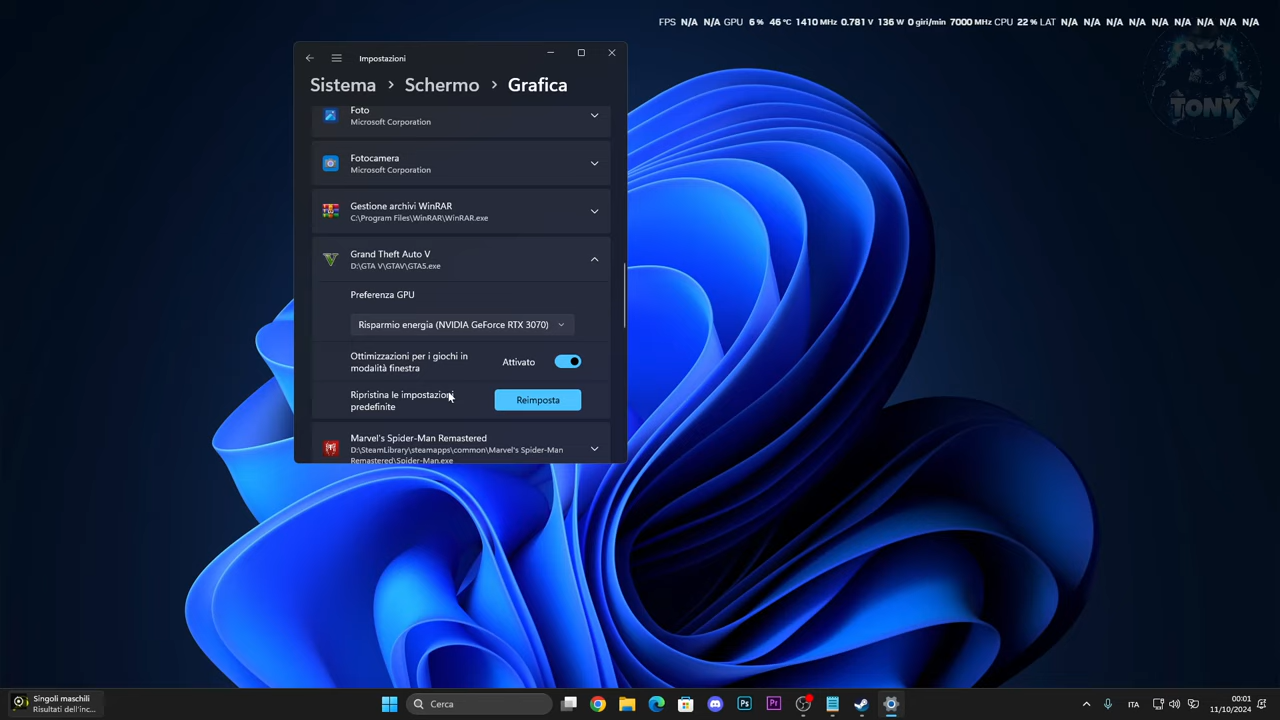 FPS N/A N/A GPU 6 % 46 °C 1410 MHz 0.781 V 136 W 0 giri/min 7000 MHz CPU 22 % LAT N/A N/A N/A N/A N/A N/A N/A N/A N/A
TONY
Impostazioni
Sistema > Schermo > Grafica
Foto
Microsoft Corporation
Fotocamera
Microsoft Corporation
Gestione archivi WinRAR
C:\Program Files\WinRAR\WinRAR.exe
Grand Theft Auto V
D:\GTA V\GTAV\GTA5.exe
Preferenza GPU
Risparmio energia (NVIDIA GeForce RTX 3070)
Ottimizzazioni per i giochi in
modalità finestra
Attivato
Ripristina le impostazioni
predefinite
Reimposta
Marvel's Spider-Man Remastered
D:\SteamLibrary\steamapps\common\Marvel's Spider-Man
Remastered\Spider-Man.exe
Singoli maschili
Risultati dell'inc...
Cerca
Ps
Pr
ITA
00:01
11/10/2024